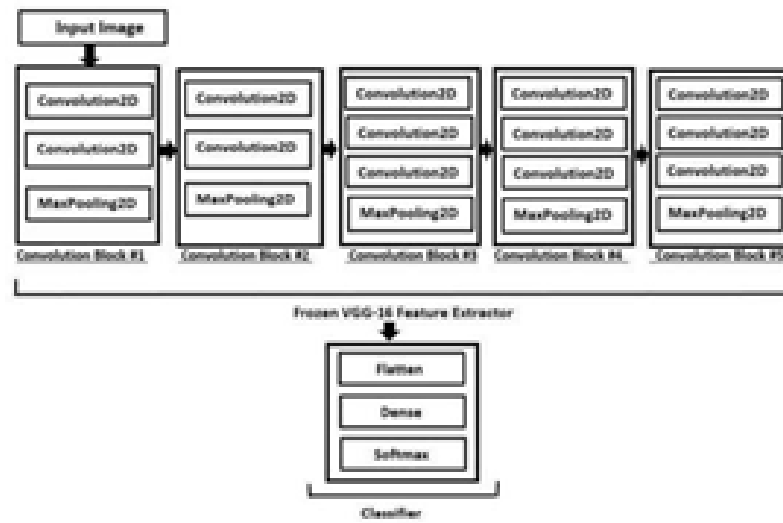 Input Image
Convolution2D
Convolution2D
MaxPooling2D
Convolution Block #1
Convolution2D
Convolution2D
MaxPooling2D
Convolution Block #2
Convolution2D
Convolution2D
Convolution2D
MaxPooling2D
Convolution Block #3
Convolution2D
Convolution2D
Convolution2D
MaxPooling2D
Convolution Block #4
Convolution2D
Convolution2D
Convolution2D
MaxPooling2D
Convolution Block #5
Frozen VGG-16 Feature Extractor
Flatten
Dense
Softmax
Classifier